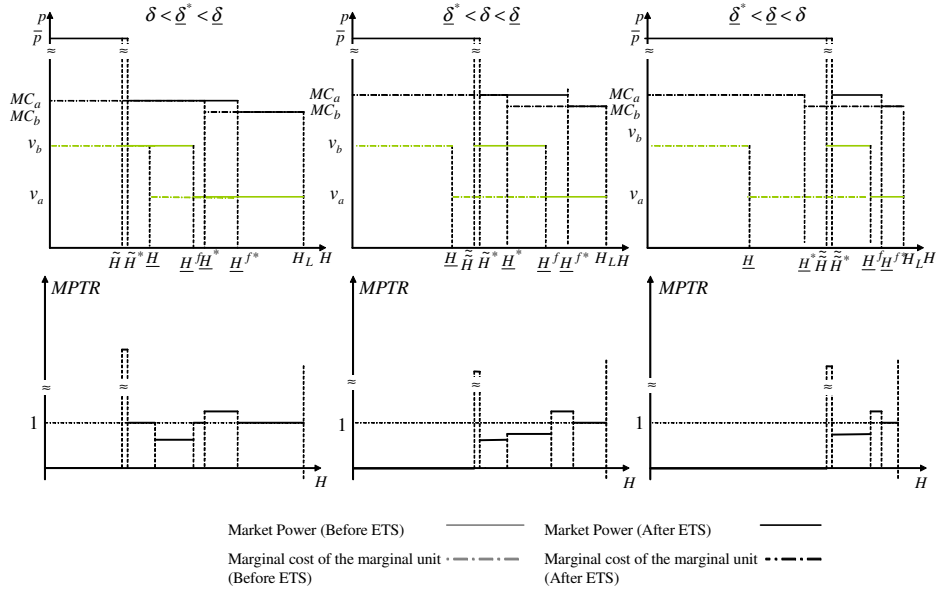 p δ < δ̲* < δ̲ δ̲* < δ < δ̲ δ̲* < δ̲ < δ
p̅ p̅ p̅
≈ ≈ ≈ ≈ ≈ ≈
MC_a MC_a MC_a
MC_b MC_b MC_b
v_b v_b v_b
v_a v_a v_a
H̃ H̃* H̲ H̲^f H̲* H̲^f* H_L H
H̲ H̃ H̃* H̲* H̲^f H̲^f* H_L H
H̲ H̲* H̃ H̃* H̲^f H̲^f* H_L H
MPTR MPTR MPTR
≈ ≈ ≈ ≈ ≈ ≈
1 1 1
H H H
Market Power (Before ETS) Market Power (After ETS)
Marginal cost of the marginal unit Marginal cost of the marginal unit
(Before ETS) (After ETS)